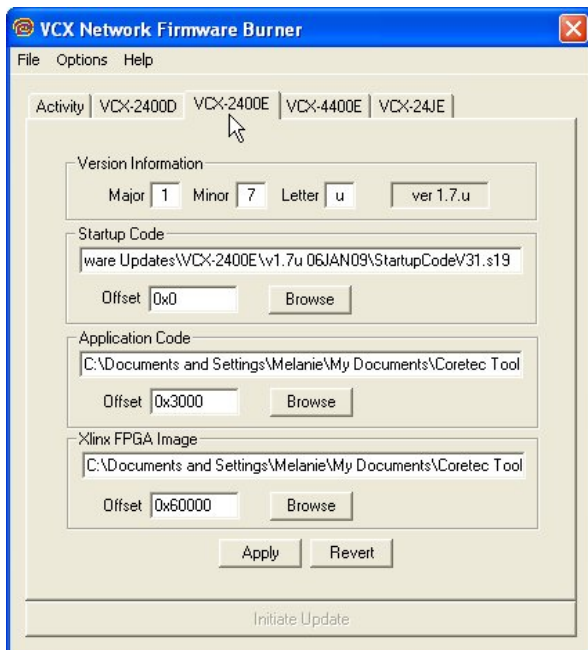 VCX Network Firmware Burner
File Options Help
Activity VCX-2400D VCX-2400E VCX-4400E VCX-24JE
Version Information
Major 1 Minor 7 Letter u ver 1.7.u
Startup Code
ware Updates\VCX-2400E\v1.7u 06JAN09\StartupCodeV31.s19
Offset 0x0 Browse
Application Code
C:\Documents and Settings\Melanie\My Documents\Coretec Tool
Offset 0x3000 Browse
Xlinx FPGA Image
C:\Documents and Settings\Melanie\My Documents\Coretec Tool
Offset 0x60000 Browse
Apply Revert
Initiate Update